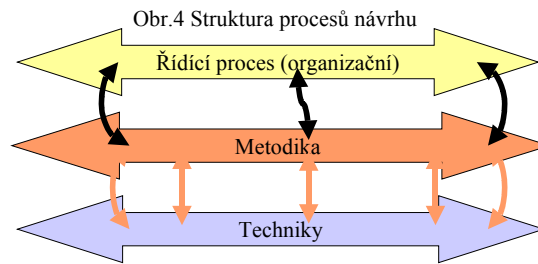 Obr.4 Struktura procesů návrhu
Řídící proces (organizační)
Metodika
Techniky